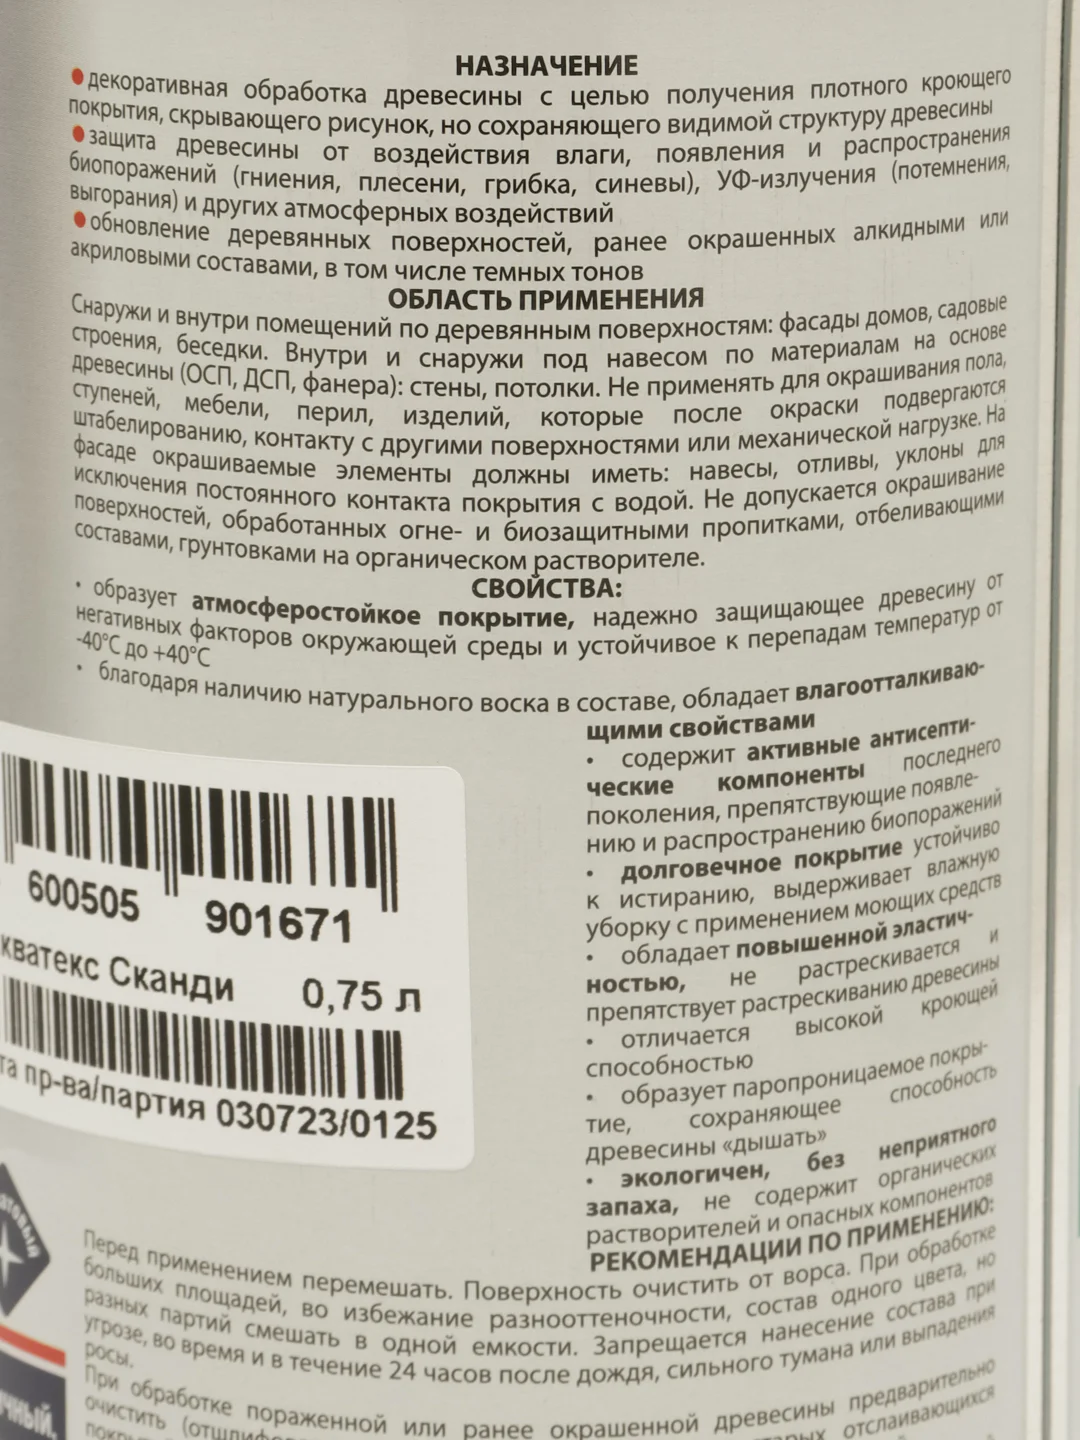 НАЗНАЧЕНИЕ
●декоративная обработка древесины с целью получения плотного кроющего
покрытия, скрывающего рисунок, но сохраняющего видимой структуру древесины
●защита древесины от воздействия влаги, появления и распространения
биопоражений (гниения, плесени, грибка, синевы), УФ-излучения (потемнения,
выгорания) и других атмосферных воздействий
●обновление деревянных поверхностей, ранее окрашенных алкидными или
акриловыми составами, в том числе темных тонов
ОБЛАСТЬ ПРИМЕНЕНИЯ
Снаружи и внутри помещений по деревянным поверхностям: фасады домов, садовые
строения, беседки. Внутри и снаружи под навесом по материалам на основе
древесины (ОСП, ДСП, фанера): стены, потолки. Не применять для окрашивания пола,
ступеней, мебели, перил, изделий, которые после окраски подвергаются
штабелированию, контакту с другими поверхностями или механической нагрузке. На
фасаде окрашиваемые элементы должны иметь: навесы, отливы, уклоны для
исключения постоянного контакта покрытия с водой. Не допускается окрашивание
поверхностей, обработанных огне- и биозащитными пропитками, отбеливающими
составами, грунтовками на органическом растворителе.
СВОЙСТВА:
• образует атмосферостойкое покрытие, надежно защищающее древесину от
негативных факторов окружающей среды и устойчивое к перепадам температур от
-40°C до +40°C
• благодаря наличию натурального воска в составе, обладает влагоотталкиваю-
щими свойствами
• содержит активные антисепти-
ческие компоненты последнего
поколения, препятствующие появле-
нию и распространению биопоражений
• долговечное покрытие устойчиво
к истиранию, выдерживает влажную
уборку с применением моющих средств
• обладает повышенной эластич-
ностью, не растрескивается и
препятствует растрескиванию древесины
• отличается высокой кроющей
способностью
• образует паропроницаемое покры-
тие, сохраняющее способность
древесины «дышать»
• экологичен, без неприятного
запаха, не содержит органических
растворителей и опасных компонентов
600505 901671
кватекс Сканди 0,75 л
та пр-ва/партия 030723/0125
РЕКОМЕНДАЦИИ ПО ПРИМЕНЕНИЮ:
Перед применением перемешать. Поверхность очистить от ворса. При обработке
больших площадей, во избежание разнооттеночности, состав одного цвета, но
разных партий смешать в одной емкости. Запрещается нанесение состава при
угрозе, во время и в течение 24 часов после дождя, сильного тумана или выпадения
росы.
При обработке пораженной или ранее окрашенной древесины предварительно
очистить отслаивающихся